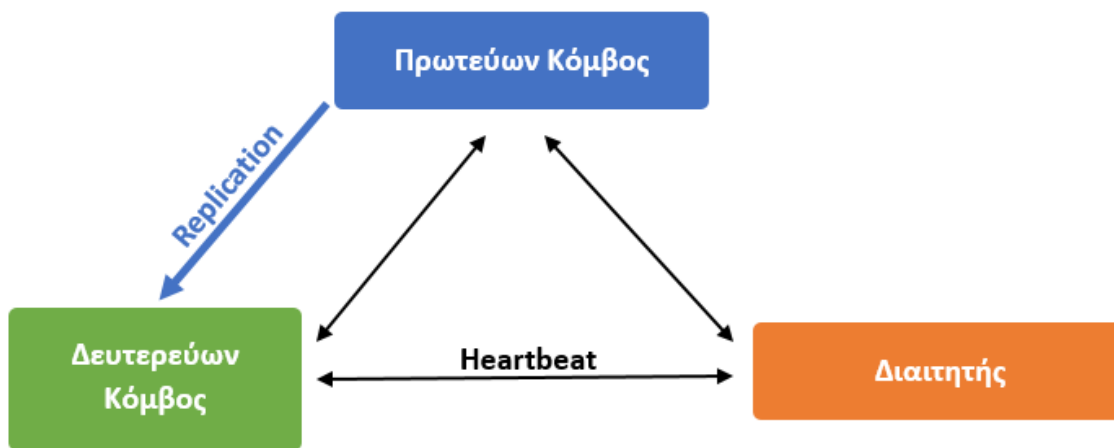 Πρωτεύων Κόμβος
Replication
Δευτερεύων
Κόμβος
Heartbeat
Διαιτητής